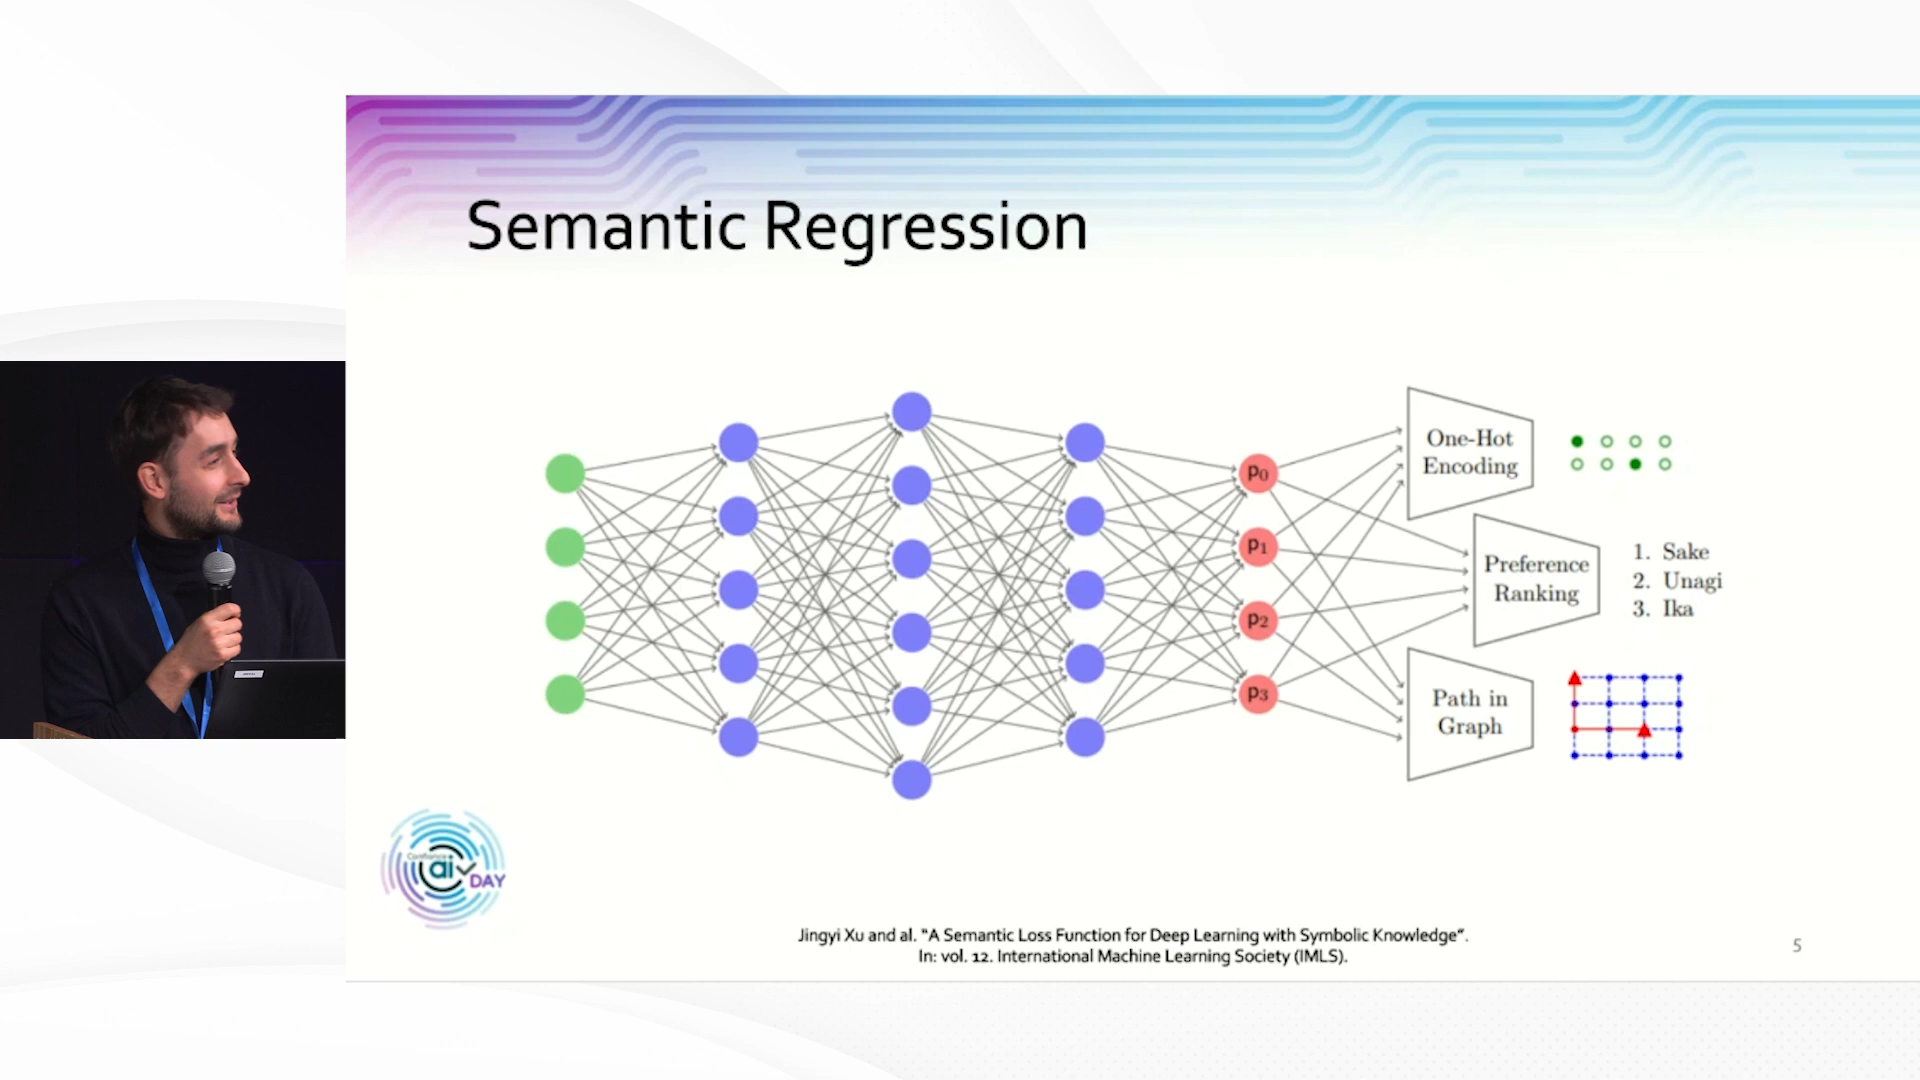 Semantic Regression
p0
p1
p2
p3
One-Hot
Encoding
Preference
Ranking
1. Sake
2. Unagi
3. Ika
Path in
Graph
Confiance
ai
DAY
Jingyi Xu and al. "A Semantic Loss Function for Deep Learning with Symbolic Knowledge".
In: vol. 12. International Machine Learning Society (IMLS).
5